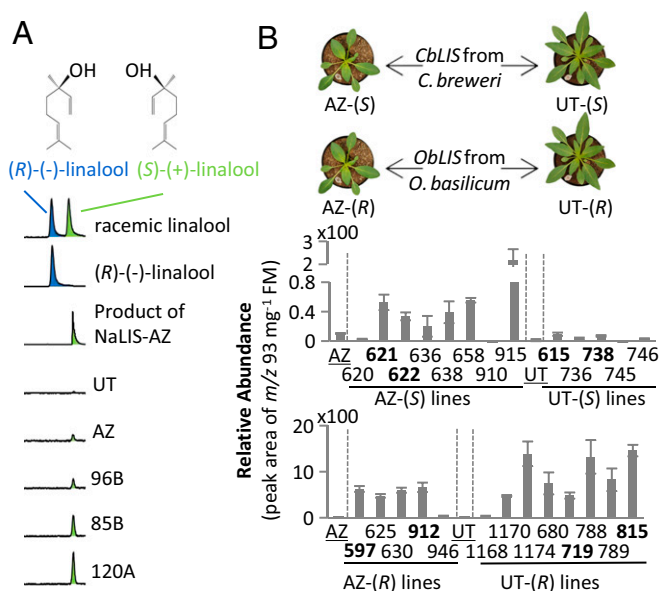 A
OH
OH
(R)-(-)-linalool (S)-(+)-linalool
racemic linalool
(R)-(-)-linalool
Product of
NaLIS-AZ
UT
AZ
96B
85B
120A
B
CbLIS from
C. breweri
AZ-(S)
UT-(S)
ObLIS from
O. basilicum
AZ-(R)
UT-(R)
Relative Abundance
(peak area of m/z 93 mg⁻¹ FM)
x100
3
2
0.8
0.4
0
AZ 621 636 658 915 615 738 746
620 622 638 910 UT 736 745
AZ-(S) lines UT-(S) lines
x100
20
10
0
AZ 625 912 UT 1170 680 788 815
597 630 946 1168 1174 719 789
AZ-(R) lines UT-(R) lines